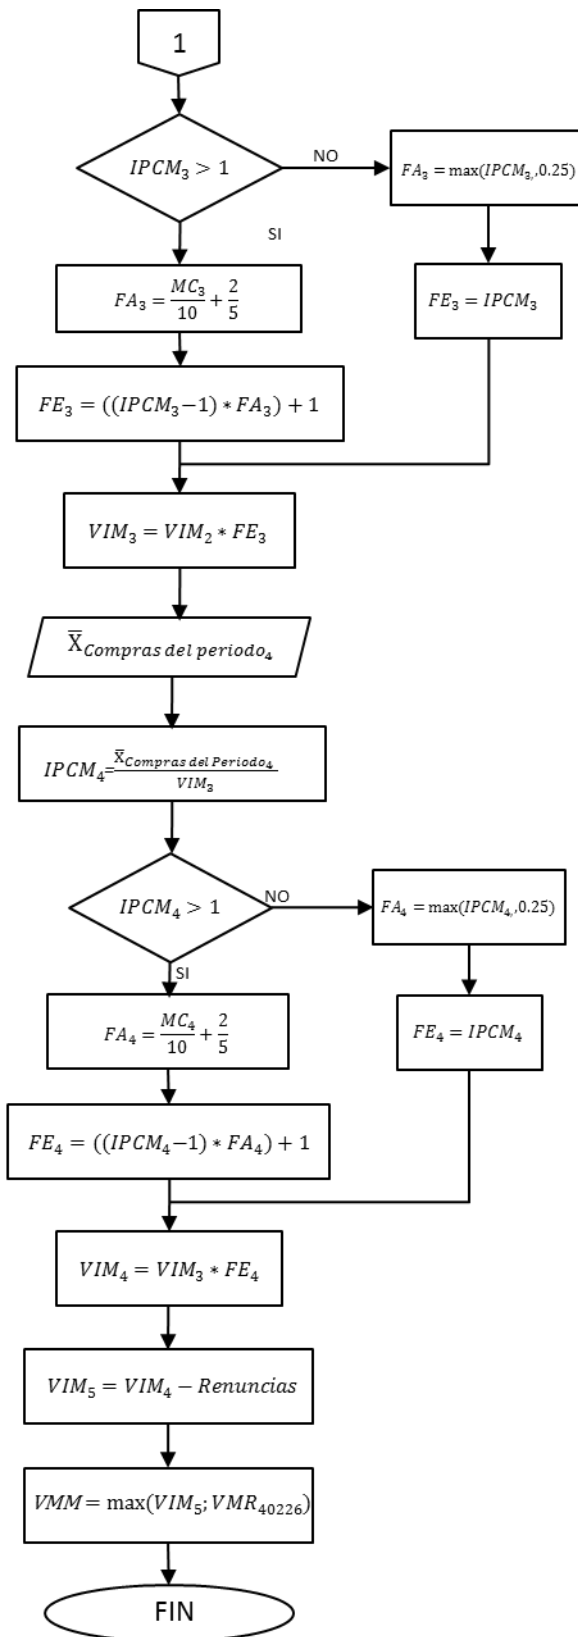 1
IPCM₃ > 1
NO
FA₃ = max(IPCM₃,,0.25)
SI
FA₃ = MC₃/10 + 2/5
FE₃ = IPCM₃
FE₃ = ((IPCM₃−1) ∗ FA₃) + 1
VIM₃ = VIM₂ ∗ FE₃
X̅ Compras del periodo₄
IPCM₄= X̅ Compras del Periodo₄ / VIM₃
IPCM₄ > 1
NO
FA₄ = max(IPCM₄,,0.25)
SI
FA₄ = MC₄/10 + 2/5
FE₄ = IPCM₄
FE₄ = ((IPCM₄−1) ∗ FA₄) + 1
VIM₄ = VIM₃ ∗ FE₄
VIM₅ = VIM₄ − Renuncias
VMM = max(VIM₅; VMR₄₀₂₂₆)
FIN